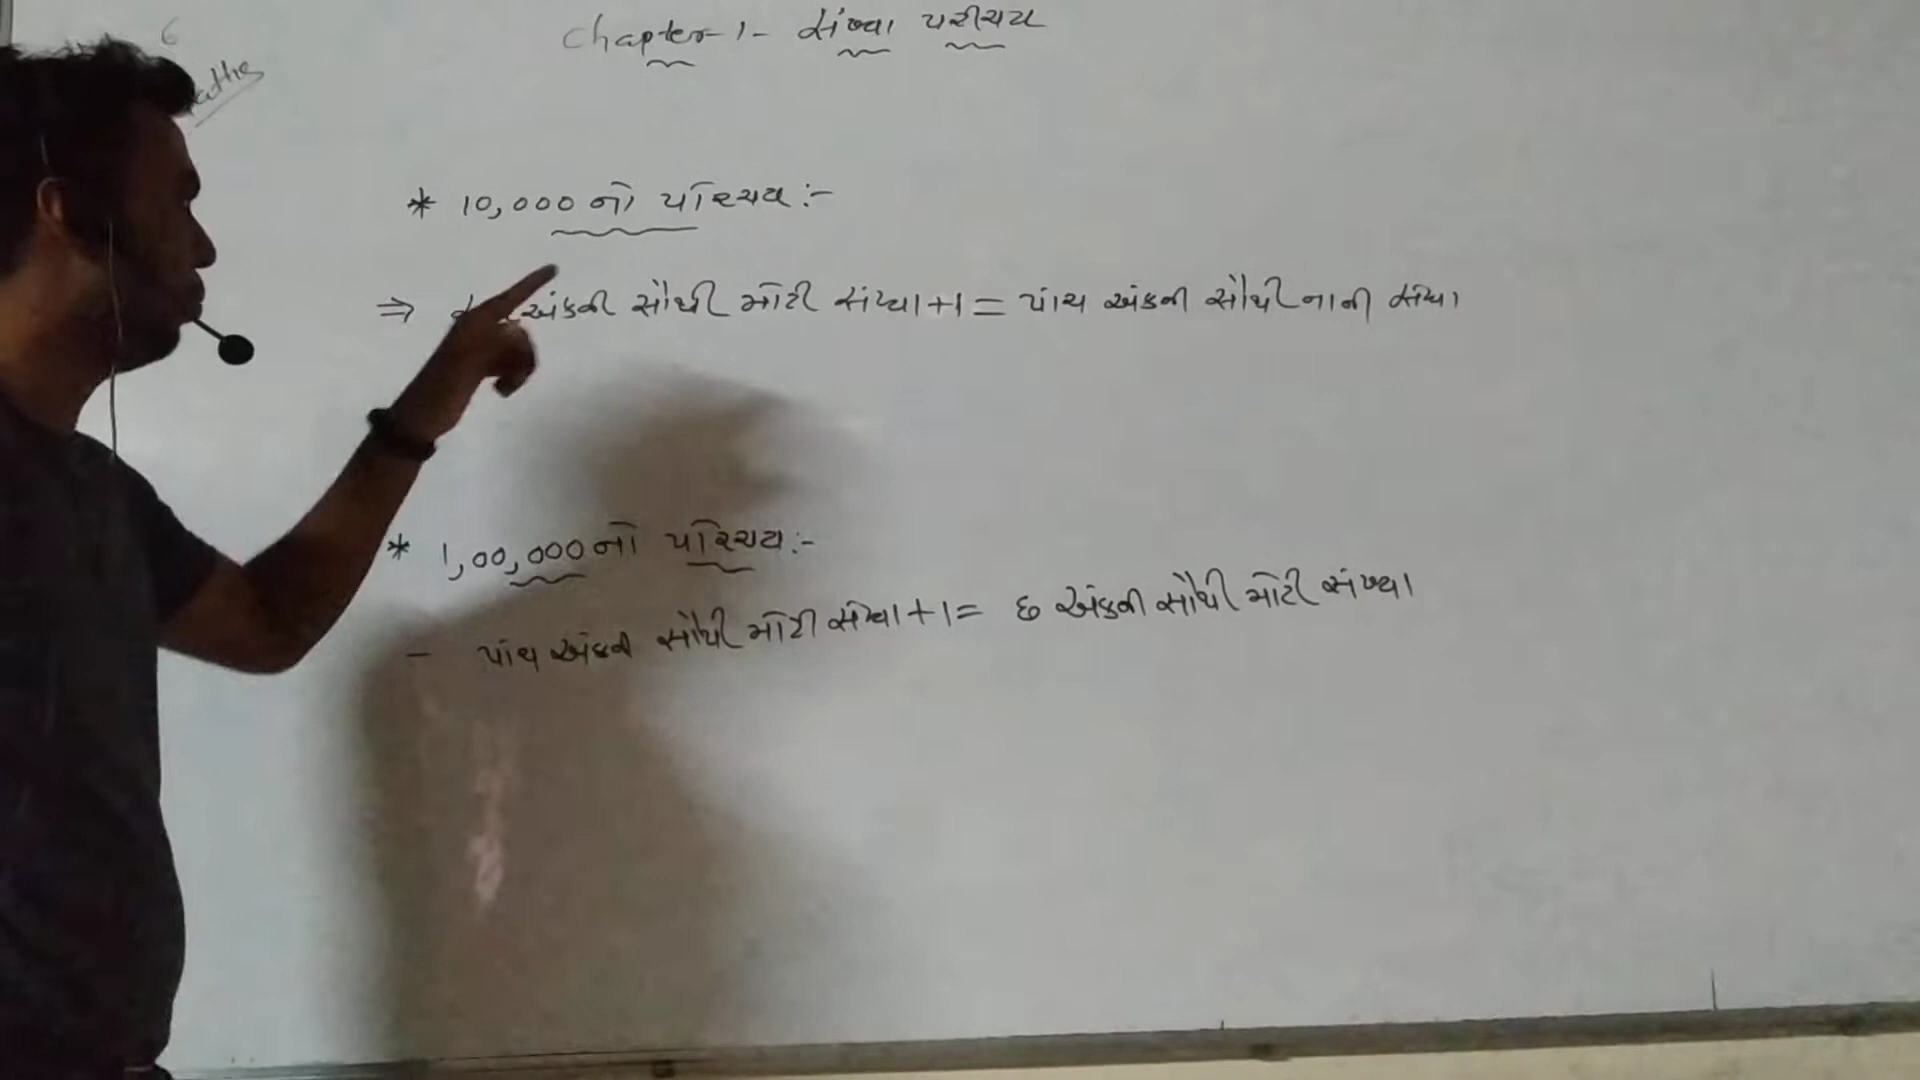 6
Chapter-1- સંખ્યા પરીચય
* 10,000 નો પરિચય :-
⇒ અંકની સૌથી મોટી સંખ્યા + 1 = પાંચ અંકની સૌથી નાની સંખ્યા
* 1,00,000 નો પરિચય :-
- પાંચ અંકની સૌથી મોટી સંખ્યા + 1 = 6 અંકની સૌથી મોટી સંખ્યા